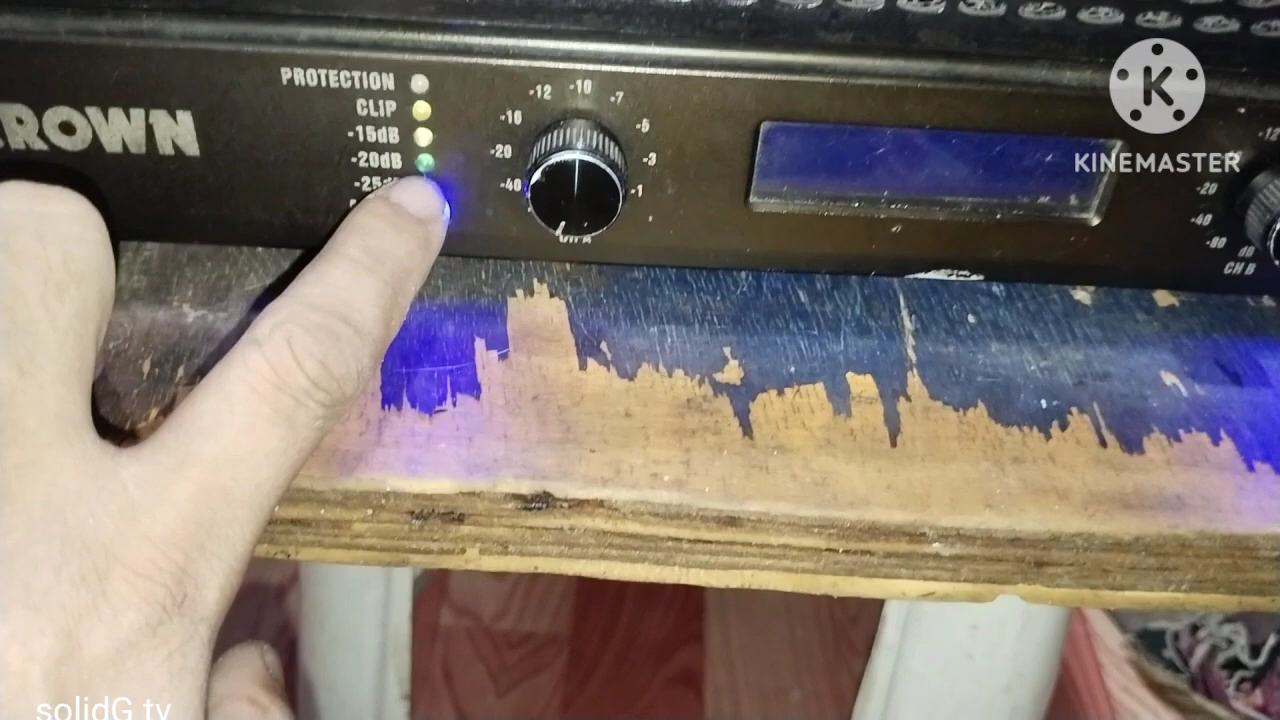 PROTECTION
CLIP
-15dB
-20dB
ROWN
-12 -10 -7
-16 -5
-20 -3
-40 -1
KINEMASTER
-12
-20
-40
-80 dB
CH B
solidG tv